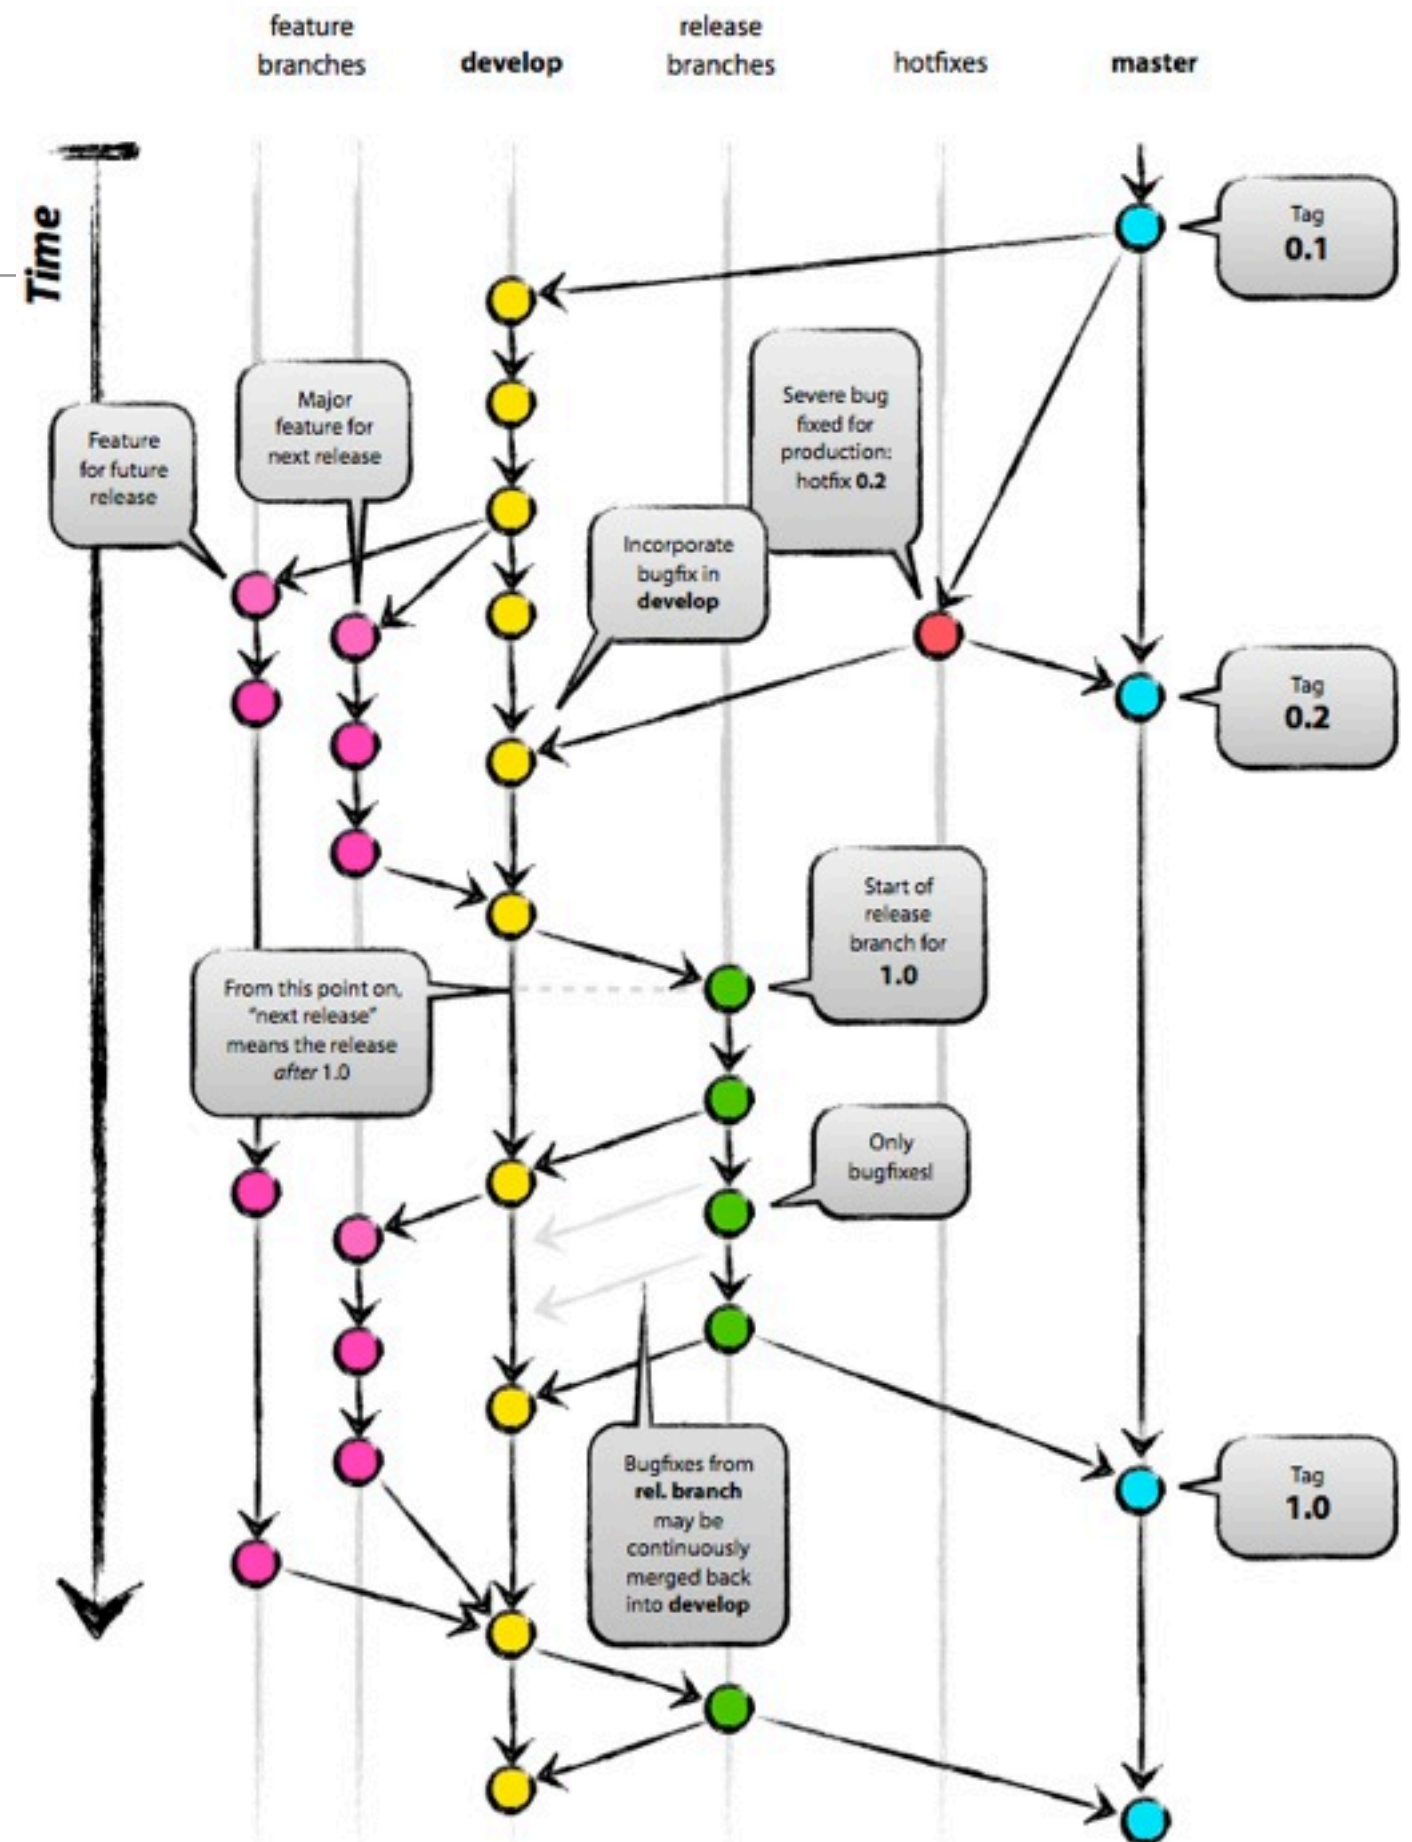 feature
branches
develop
release
branches
hotfixes
master
Time
Tag
0.1
Major
feature for
next release
Feature
for future
release
Severe bug
fixed for
production:
hotfix 0.2
Incorporate
bugfix in
develop
Tag
0.2
Start of
release
branch for
1.0
From this point on,
“next release”
means the release
after 1.0
Only
bugfixes!
Bugfixes from
rel. branch
may be
continuously
merged back
into develop
Tag
1.0